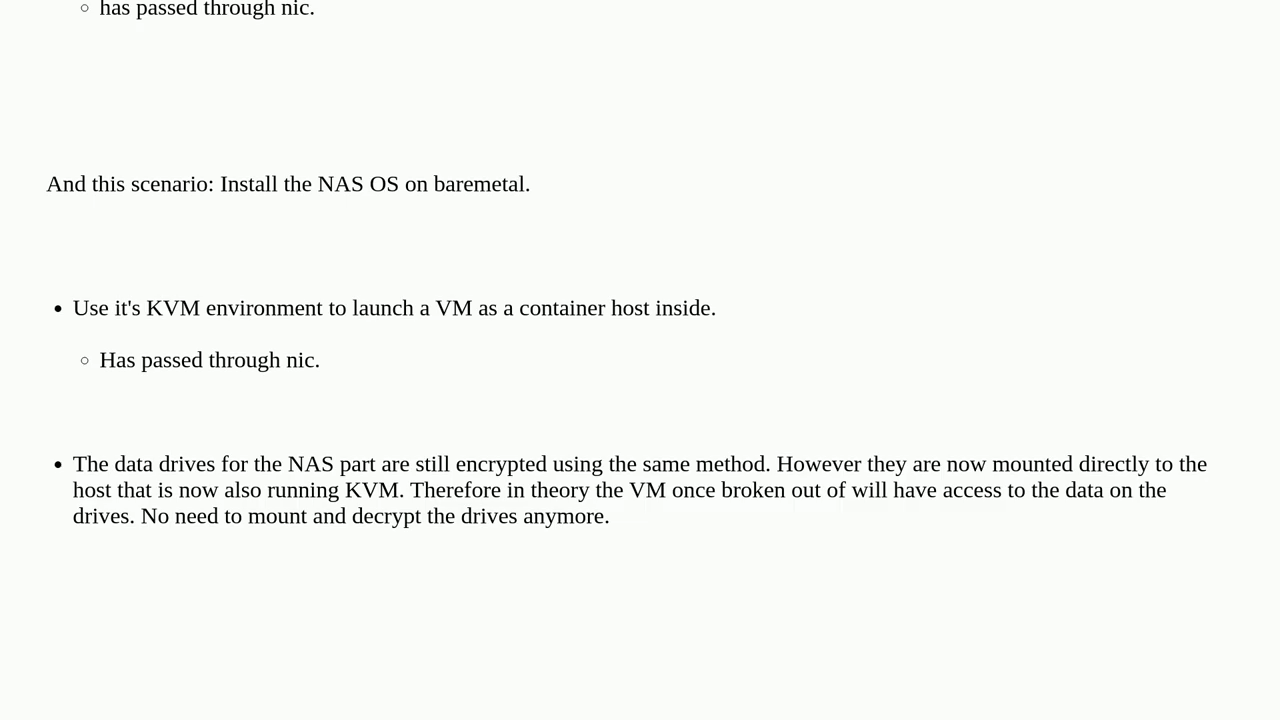 has passed through nic.
And this scenario: Install the NAS OS on baremetal.
Use it's KVM environment to launch a VM as a container host inside.
Has passed through nic.
The data drives for the NAS part are still encrypted using the same method. However they are now mounted directly to the
host that is now also running KVM. Therefore in theory the VM once broken out of will have access to the data on the
drives. No need to mount and decrypt the drives anymore.